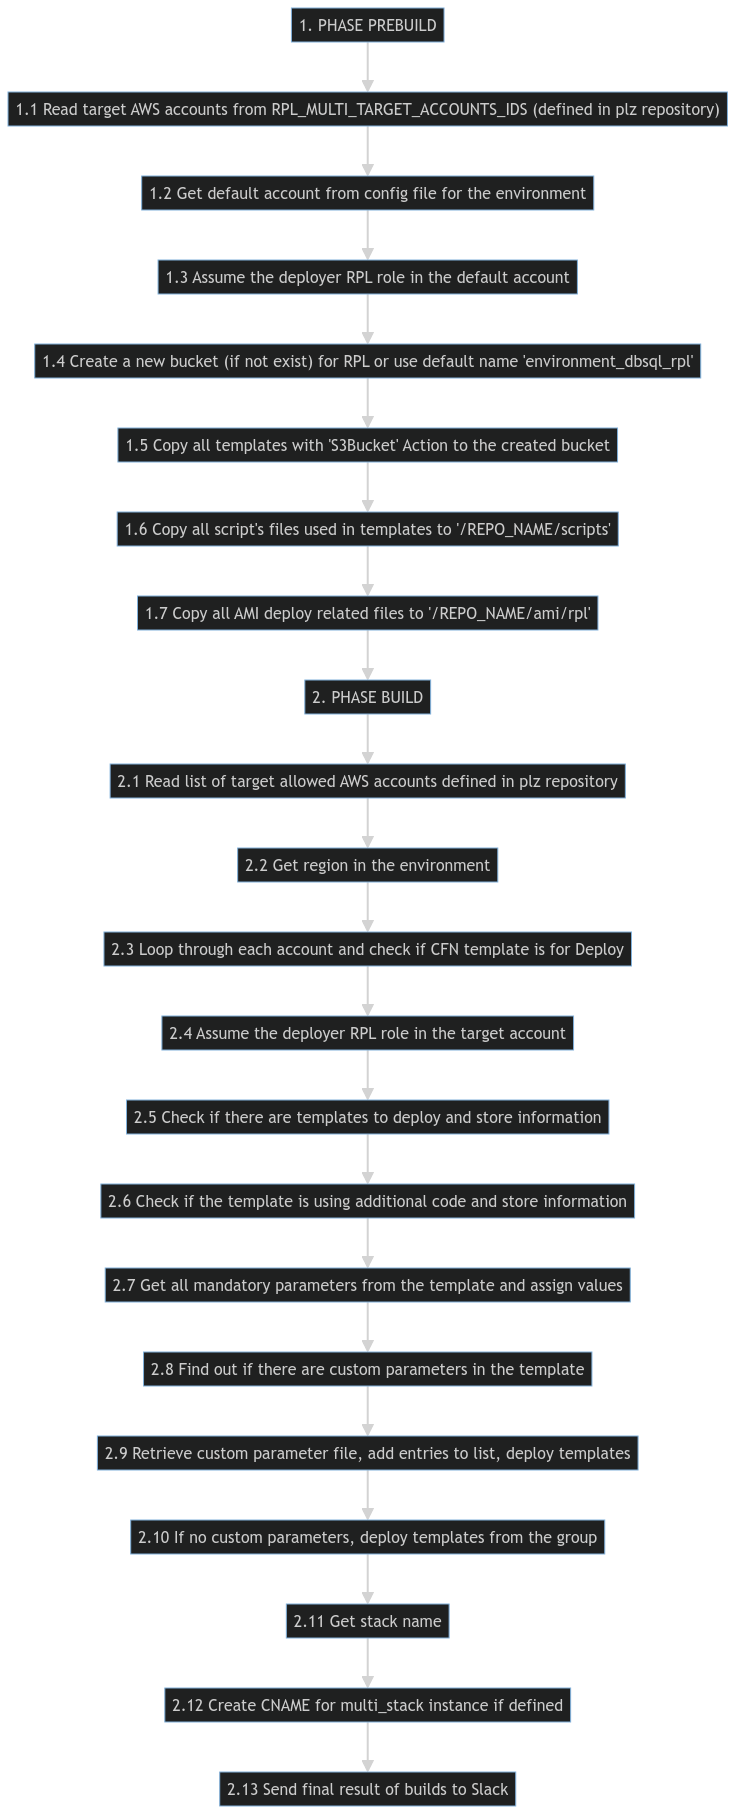 1. PHASE PREBUILD
1.1 Read target AWS accounts from RPL_MULTI_TARGET_ACCOUNTS_IDS (defined in plz repository)
1.2 Get default account from config file for the environment
1.3 Assume the deployer RPL role in the default account
1.4 Create a new bucket (if not exist) for RPL or use default name 'environment_dbsql_rpl'
1.5 Copy all templates with 'S3Bucket' Action to the created bucket
1.6 Copy all script's files used in templates to '/REPO_NAME/scripts'
1.7 Copy all AMI deploy related files to '/REPO_NAME/ami/rpl'
2. PHASE BUILD
2.1 Read list of target allowed AWS accounts defined in plz repository
2.2 Get region in the environment
2.3 Loop through each account and check if CFN template is for Deploy
2.4 Assume the deployer RPL role in the target account
2.5 Check if there are templates to deploy and store information
2.6 Check if the template is using additional code and store information
2.7 Get all mandatory parameters from the template and assign values
2.8 Find out if there are custom parameters in the template
2.9 Retrieve custom parameter file, add entries to list, deploy templates
2.10 If no custom parameters, deploy templates from the group
2.11 Get stack name
2.12 Create CNAME for multi_stack instance if defined
2.13 Send final result of builds to Slack